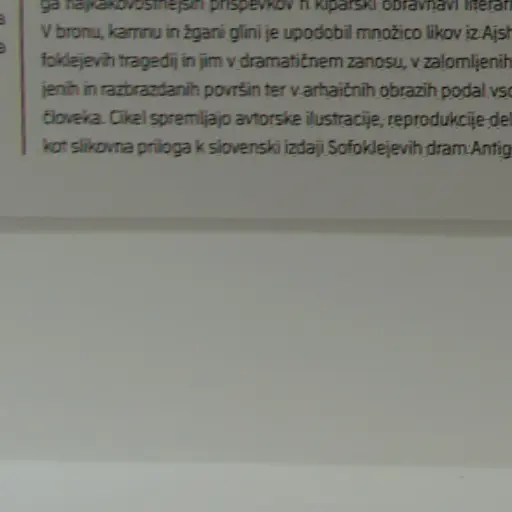 a
ga najkakovostnejših prispevkov h kiparski obravnavi literar
V bronu, kamnu in žgani glini je upodobil množico likov iz Ajsh
a
foklejevih tragedij in jim v dramatičnem zanosu, v zalomljenih
jenih in razbrazdanih površin ter v arhaičnih obrazih podal vso
človeka. Cikel spremljajo avtorske ilustracije, reprodukcije del
kot slikovna priloga k slovenski izdaji Sofoklejevih dram Antig